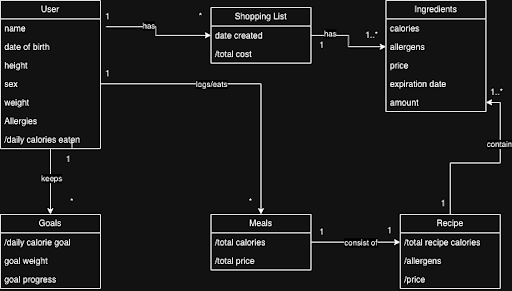 User
name
date of birth
height
sex
weight
Allergies
/daily calories eaten
1
has
*
Shopping List
date created
/total cost
1
has
1..*
Ingredients
calories
allergens
price
expiration date
amount
1
logs/eats
*
1
keeps
*
1..*
contain
1
Goals
/daily calorie goal
goal weight
goal progress
Meals
/total calories
/total price
1
consist of
1
Recipe
/total recipe calories
/allergens
/price